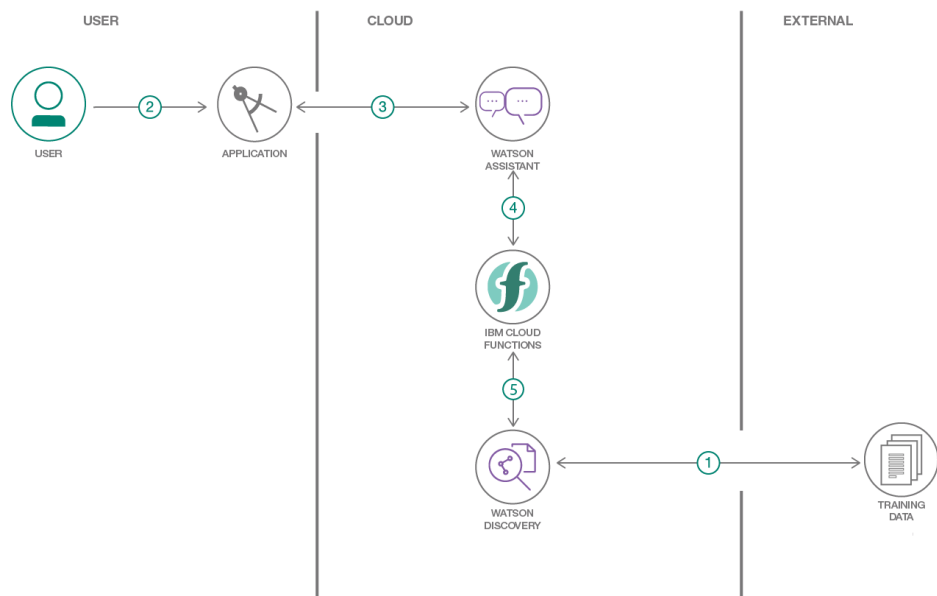 USER
CLOUD
EXTERNAL
2
3
USER
APPLICATION
WATSON
ASSISTANT
4
f
IBM CLOUD
FUNCTIONS
5
1
WATSON
DISCOVERY
TRAINING
DATA